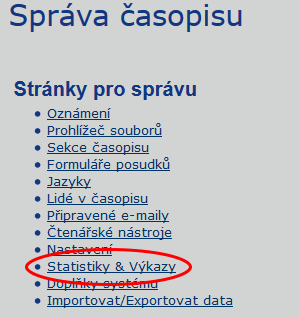 Správa časopisu
Stránky pro správu
Oznámení
Prohlížeč souborů
Sekce časopisu
Formuláře posudků
Jazyky
Lidé v časopisu
Připravené e-maily
Čtenářské nástroje
Nastavení
Statistiky & Výkazy
Doplňky systému
Importovat/Exportovat data